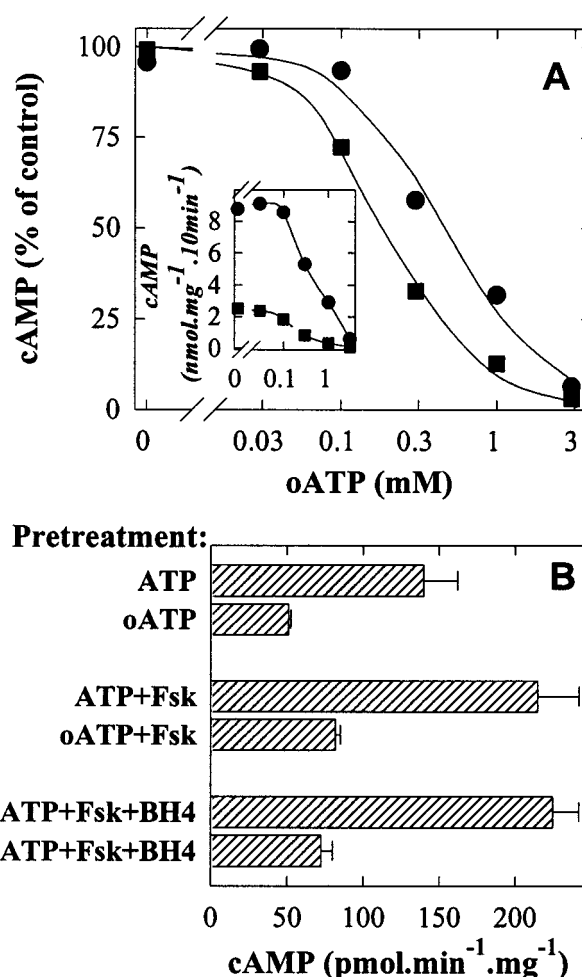 A
cAMP (% of control)
100
75
50
25
0
cAMP
(nmol.mg-1.10min-1)
8
6
4
2
0
0 0.1 1
0 0.03 0.1 0.3 1 3
oATP (mM)
Pretreatment:
B
ATP
oATP
ATP+Fsk
oATP+Fsk
ATP+Fsk+BH4
ATP+Fsk+BH4
0 50 100 150 200
cAMP (pmol.min-1.mg-1)